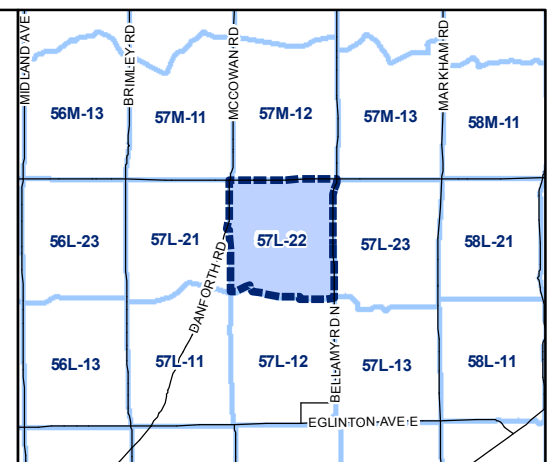 MIDLAND AVE
BRIMLEY RD
MCCOWAN RD
MARKHAM RD
56M-13
57M-11
57M-12
57M-13
58M-11
56L-23
57L-21
57L-22
57L-23
58L-21
DANFORTH RD
BELLAMY RD N
56L-13
57L-11
57L-12
57L-13
58L-11
EGLINTON AVE E